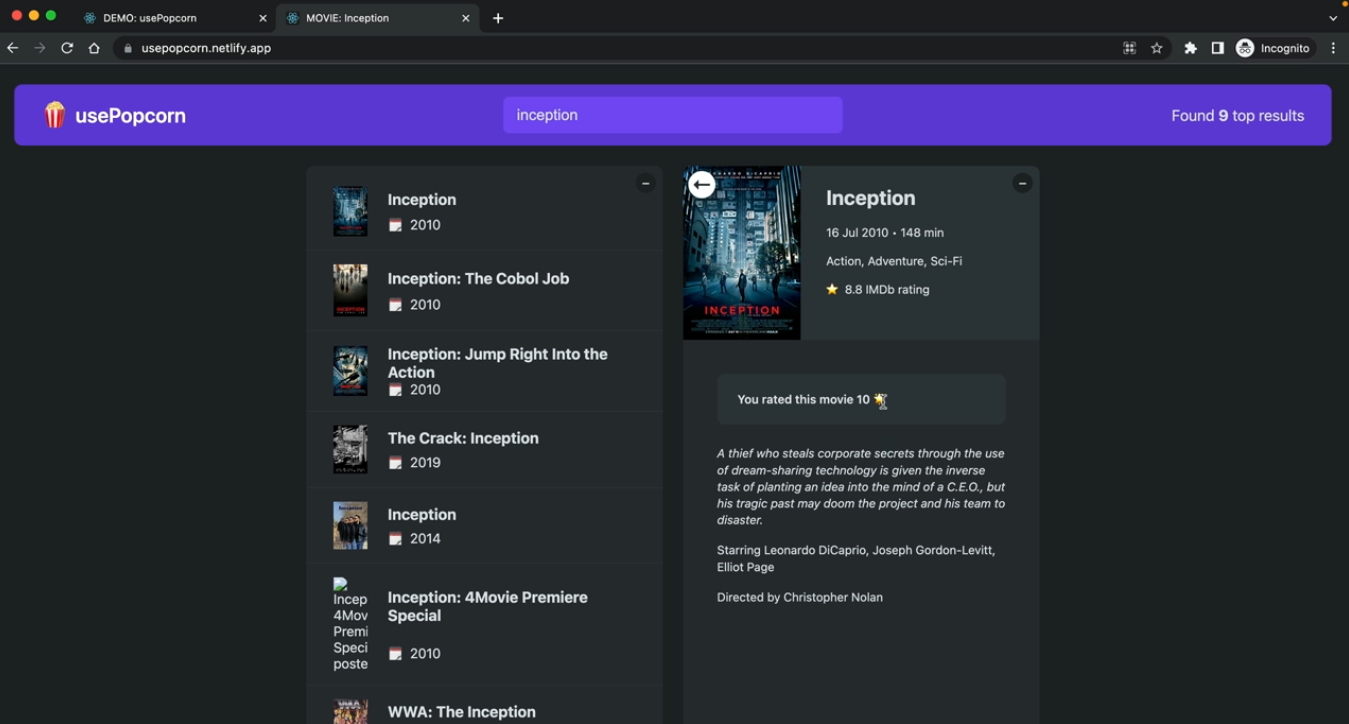 DEMO: usePopcorn
MOVIE: Inception
usepopcorn.netlify.app
Incognito
usePopcorn
inception
Found 9 top results
Inception
2010
Inception: The Cobol Job
2010
Inception: Jump Right Into the
Action
2010
The Crack: Inception
2019
Inception
2014
Incep
4Mov
Premi
Speci
poste
Inception: 4Movie Premiere
Special
2010
WWA: The Inception
LEONARDO DICAPRIO
INCEPTION
Inception
16 Jul 2010 • 148 min
Action, Adventure, Sci-Fi
8.8 IMDb rating
You rated this movie 10
A thief who steals corporate secrets through the use
of dream-sharing technology is given the inverse
task of planting an idea into the mind of a C.E.O., but
his tragic past may doom the project and his team to
disaster.
Starring Leonardo DiCaprio, Joseph Gordon-Levitt,
Elliot Page
Directed by Christopher Nolan